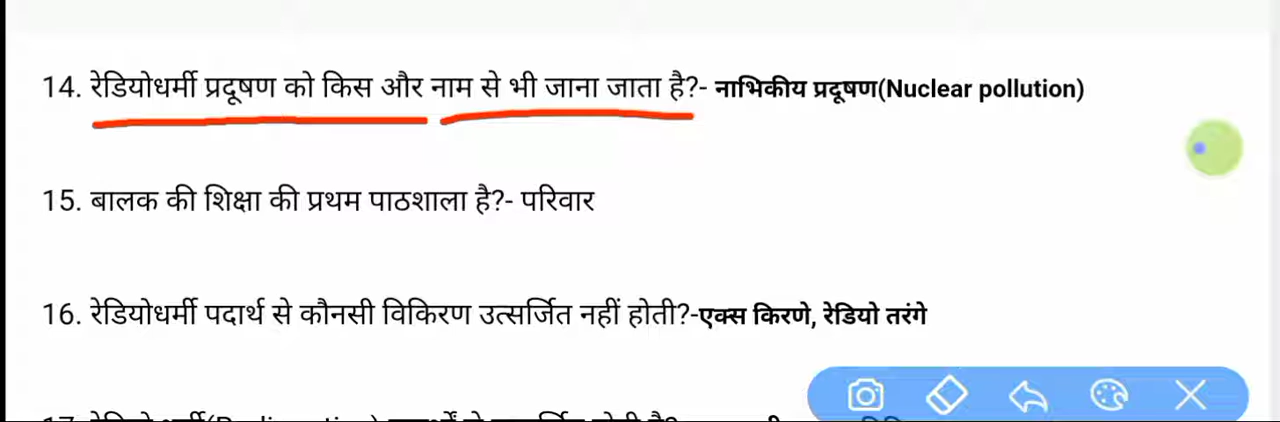 14. रेडियोधर्मी प्रदूषण को किस और नाम से भी जाना जाता है?- नाभिकीय प्रदूषण(Nuclear pollution)
15. बालक की शिक्षा की प्रथम पाठशाला है?- परिवार
16. रेडियोधर्मी पदार्थ से कौनसी विकिरण उत्सर्जित नहीं होती?-एक्स किरणे, रेडियो तरंगे